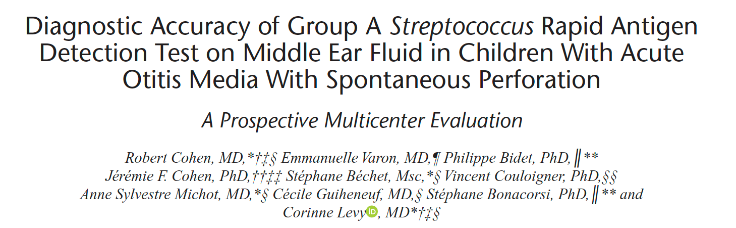 Diagnostic Accuracy of Group A Streptococcus Rapid Antigen
Detection Test on Middle Ear Fluid in Children With Acute
Otitis Media With Spontaneous Perforation
A Prospective Multicenter Evaluation
Robert Cohen, MD,*†‡§ Emmanuelle Varon, MD,¶ Philippe Bidet, PhD,║**
Jérémie F. Cohen, PhD,††‡‡ Stéphane Béchet, Msc,*§ Vincent Couloigner, PhD,§§
Anne Sylvestre Michot, MD,*§ Cécile Guiheneuf, MD,§ Stéphane Bonacorsi, PhD,║** and
Corinne Levy iD, MD*†‡§